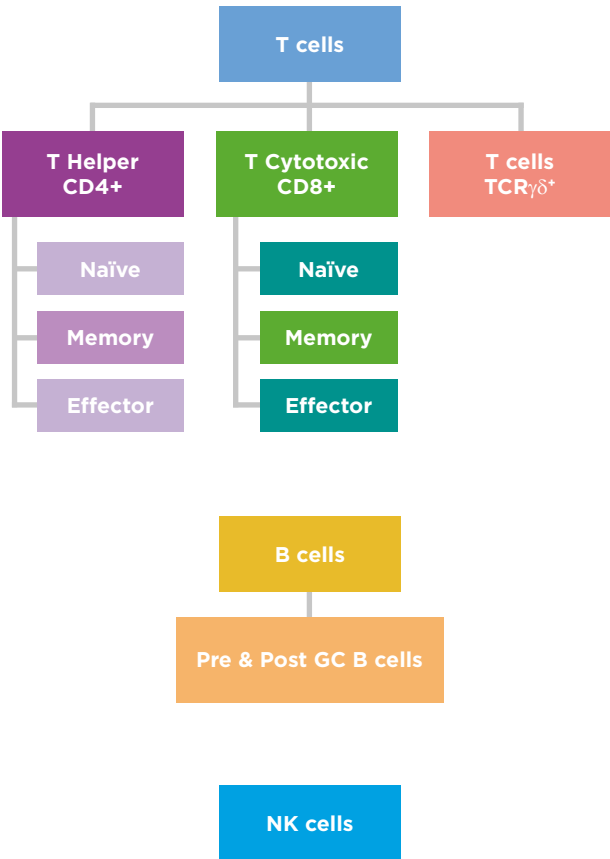 T cells
T Helper
CD4+
T Cytotoxic
CD8+
T cells
TCRγδ⁺
Naïve
Memory
Effector
Naïve
Memory
Effector
B cells
Pre & Post GC B cells
NK cells